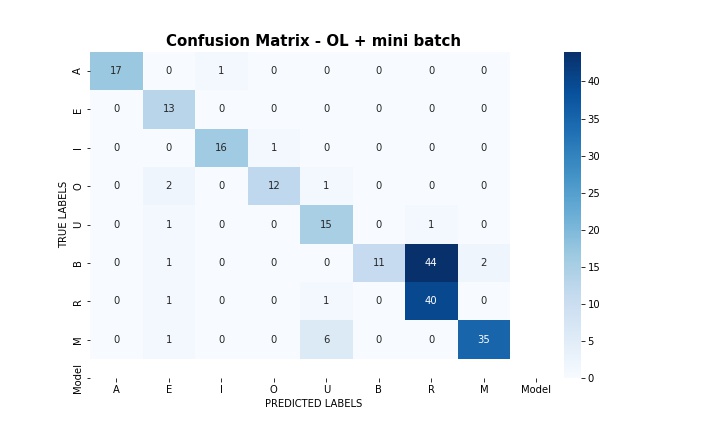 Confusion Matrix - OL + mini batch
TRUE LABELS
A 17 0 1 0 0 0 0 0
E 0 13 0 0 0 0 0 0
I 0 0 16 1 0 0 0 0
O 0 2 0 12 1 0 0 0
U 0 1 0 0 15 0 1 0
B 0 1 0 0 0 11 44 2
R 0 1 0 0 1 0 40 0
M 0 1 0 0 6 0 0 35
Model
A E I O U B R M Model
PREDICTED LABELS
40
35
30
25
20
15
10
5
0